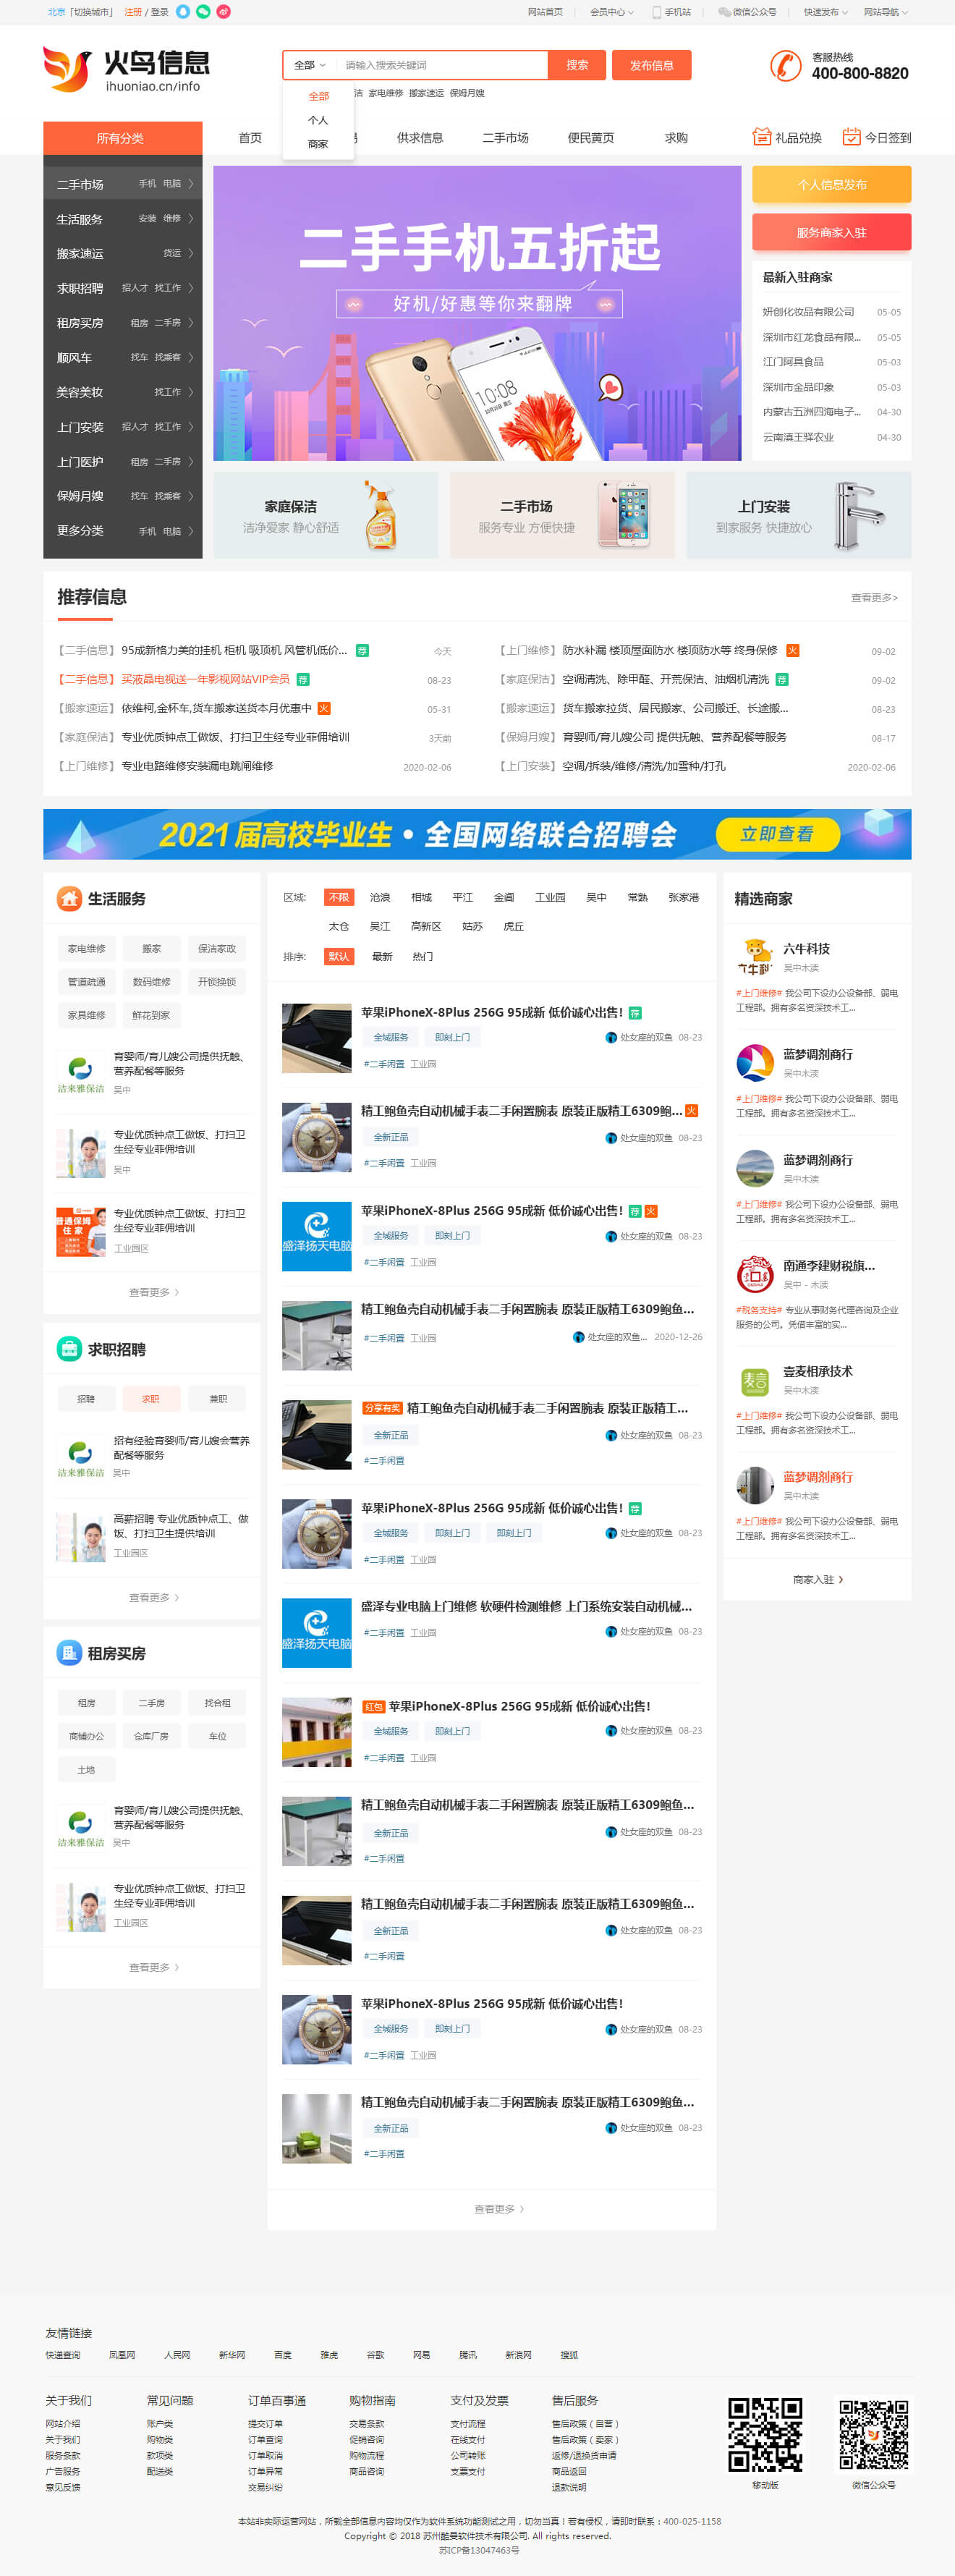 北京「切换城市」 注册 / 登录
网站首页 会员中心 手机站 微信公众号 快速发布 网站导航
火鸟信息
ihuoniao.cn/info
全部 请输入搜索关键词 搜索 发布信息
洁 家电维修 搬家速运 保姆月嫂
全部
个人
商家
客服热线
400-800-8820
所有分类 首页 易 供求信息 二手市场 便民黄页 求购 礼品兑换 今日签到
二手市场 手机 电脑
生活服务 安装 维修
搬家速运 货运
求职招聘 招人才 找工作
租房买房 租房 二手房
顺风车 找车 找乘客
美容美妆 找工作
上门安装 招人才 找工作
上门医护 租房 二手房
保姆月嫂 找车 找乘客
更多分类 手机 电脑
二手手机五折起
好机/好惠等你来翻牌
10:08
个人信息发布
服务商家入驻
最新入驻商家
妍创化妆品有限公司 05-05
深圳市红龙食品有限... 05-05
江门阿具食品 05-03
深圳市金品印象 05-03
内蒙古五洲四海电子... 04-30
云南滇王驿农业 04-30
家庭保洁
洁净爱家 静心舒适
二手市场
服务专业 方便快捷
上门安装
到家服务 快捷放心
推荐信息 查看更多>
【二手信息】95成新格力美的挂机 柜机 吸顶机 风管机低价... 荐 今天
【二手信息】买液晶电视送一年影视网站VIP会员 荐 08-23
【搬家速运】依维柯,金杯车,货车搬家送货本月优惠中 火 05-31
【家庭保洁】专业优质钟点工做饭、打扫卫生经专业菲佣培训 3天前
【上门维修】专业电路维修安装漏电跳闸维修 2020-02-06
【上门维修】防水补漏 楼顶屋面防水 楼顶防水等 终身保修 火 09-02
【家庭保洁】空调清洗、除甲醛、开荒保洁、油烟机清洗 荐 09-02
【搬家速运】货车搬家拉货、居民搬家、公司搬迁、长途搬... 08-23
【保姆月嫂】育婴师/育儿嫂公司 提供抚触、营养配餐等服务 08-17
【上门安装】空调/拆装/维修/清洗/加雪种/打孔 2020-02-06
2021届高校毕业生·全国网络联合招聘会 立即查看
生活服务
家电维修 搬家 保洁家政
管道疏通 数码维修 开锁换锁
家具维修 鲜花到家
洁来雅保洁
育婴师/育儿嫂公司提供抚触、
营养配餐等服务
吴中
专业优质钟点工做饭、打扫卫
生经专业菲佣培训
吴中
普通保姆
住家
专业优质钟点工做饭、打扫卫
生经专业菲佣培训
工业园区
查看更多
求职招聘
招聘 求职 兼职
洁来雅保洁
招有经验育婴师/育儿嫂会营养
配餐等服务
吴中
高薪招聘 专业优质钟点工、做
饭、打扫卫生提供培训
工业园区
查看更多
租房买房
租房 二手房 找合租
商铺办公 仓库厂房 车位
土地
洁来雅保洁
育婴师/育儿嫂公司提供抚触、
营养配餐等服务
吴中
专业优质钟点工做饭、打扫卫
生经专业菲佣培训
工业园区
查看更多
区域: 不限 沧浪 相城 平江 金阊 工业园 吴中 常熟 张家港
太仓 吴江 高新区 姑苏 虎丘
排序: 默认 最新 热门
苹果iPhoneX-8Plus 256G 95成新 低价诚心出售! 荐
全城服务 即刻上门 处女座的双鱼 08-23
#二手闲置 工业园
精工鲍鱼壳自动机械手表二手闲置腕表 原装正版精工6309鲍... 火
全新正品 处女座的双鱼 08-23
#二手闲置 工业园
盛泽扬天电脑
苹果iPhoneX-8Plus 256G 95成新 低价诚心出售! 荐 火
全城服务 即刻上门 处女座的双鱼 08-23
#二手闲置 工业园
精工鲍鱼壳自动机械手表二手闲置腕表 原装正版精工6309鲍鱼...
#二手闲置 工业园 处女座的双鱼... 2020-12-26
分享有奖 精工鲍鱼壳自动机械手表二手闲置腕表 原装正版精工...
全新正品 处女座的双鱼 08-23
#二手闲置
苹果iPhoneX-8Plus 256G 95成新 低价诚心出售! 荐
全城服务 即刻上门 即刻上门 处女座的双鱼 08-23
#二手闲置 工业园
盛泽扬天电脑
盛泽专业电脑上门维修 软硬件检测维修 上门系统安装自动机械...
#二手闲置 工业园 处女座的双鱼 08-23
红包 苹果iPhoneX-8Plus 256G 95成新 低价诚心出售!
全城服务 即刻上门 处女座的双鱼 08-23
#二手闲置 工业园
精工鲍鱼壳自动机械手表二手闲置腕表 原装正版精工6309鲍鱼...
全新正品 处女座的双鱼 08-23
#二手闲置
精工鲍鱼壳自动机械手表二手闲置腕表 原装正版精工6309鲍鱼...
全新正品 处女座的双鱼 08-23
#二手闲置
苹果iPhoneX-8Plus 256G 95成新 低价诚心出售!
全城服务 即刻上门 处女座的双鱼 08-23
#二手闲置 工业园
精工鲍鱼壳自动机械手表二手闲置腕表 原装正版精工6309鲍鱼...
全新正品 处女座的双鱼 08-23
#二手闲置
查看更多
精选商家
六牛科技
吴中木渎
#上门维修# 我公司下设办公设备部、弱电
工程部。拥有多名资深技术工...
蓝梦调剂商行
吴中木渎
#上门维修# 我公司下设办公设备部、弱电
工程部。拥有多名资深技术工...
蓝梦调剂商行
吴中木渎
#上门维修# 我公司下设办公设备部、弱电
工程部。拥有多名资深技术工...
南通李建财税旗...
吴中 - 木渎
#税务支持# 专业从事财务代理咨询及企业
服务的公司。凭借丰富的实...
麦言
壹麦相承技术
吴中木渎
#上门维修# 我公司下设办公设备部、弱电
工程部。拥有多名资深技术工...
蓝梦调剂商行
吴中木渎
#上门维修# 我公司下设办公设备部、弱电
工程部。拥有多名资深技术工...
商家入驻
友情链接
快递查询 凤凰网 人民网 新华网 百度 雅虎 谷歌 网易 腾讯 新浪网 搜狐
关于我们 常见问题 订单百事通 购物指南 支付及发票 售后服务
网站介绍 账户类 提交订单 交易条款 支付流程 售后政策（自营）
关于我们 购物类 订单查询 促销咨询 在线支付 售后政策（卖家）
服务条款 款项类 订单取消 购物流程 公司转账 返修/退换货申请
广告服务 配送类 订单异常 商品咨询 支票支付 商品返回
意见反馈 交易纠纷 退款说明
移动版 微信公众号
本站非实际运营网站，所载全部信息内容均仅作为软件系统功能测试之用，切勿当真！若有侵权，请即时联系：400-025-1158
Copyright © 2018 苏州酷曼软件技术有限公司. All rights reserved.
苏ICP备13047463号